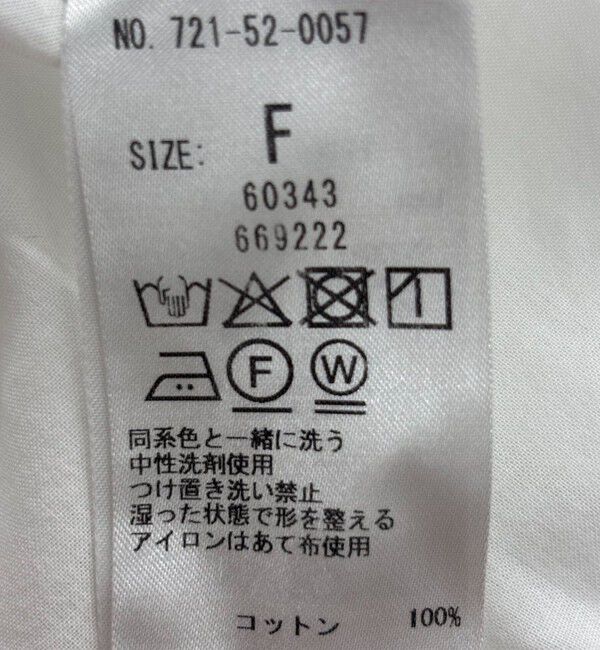 NO. 721-52-0057
SIZE: F
60343
669222
F W
同系色と一緒に洗う
中性洗剤使用
つけ置き洗い禁止
湿った状態で形を整える
アイロンはあて布使用
コットン 100%